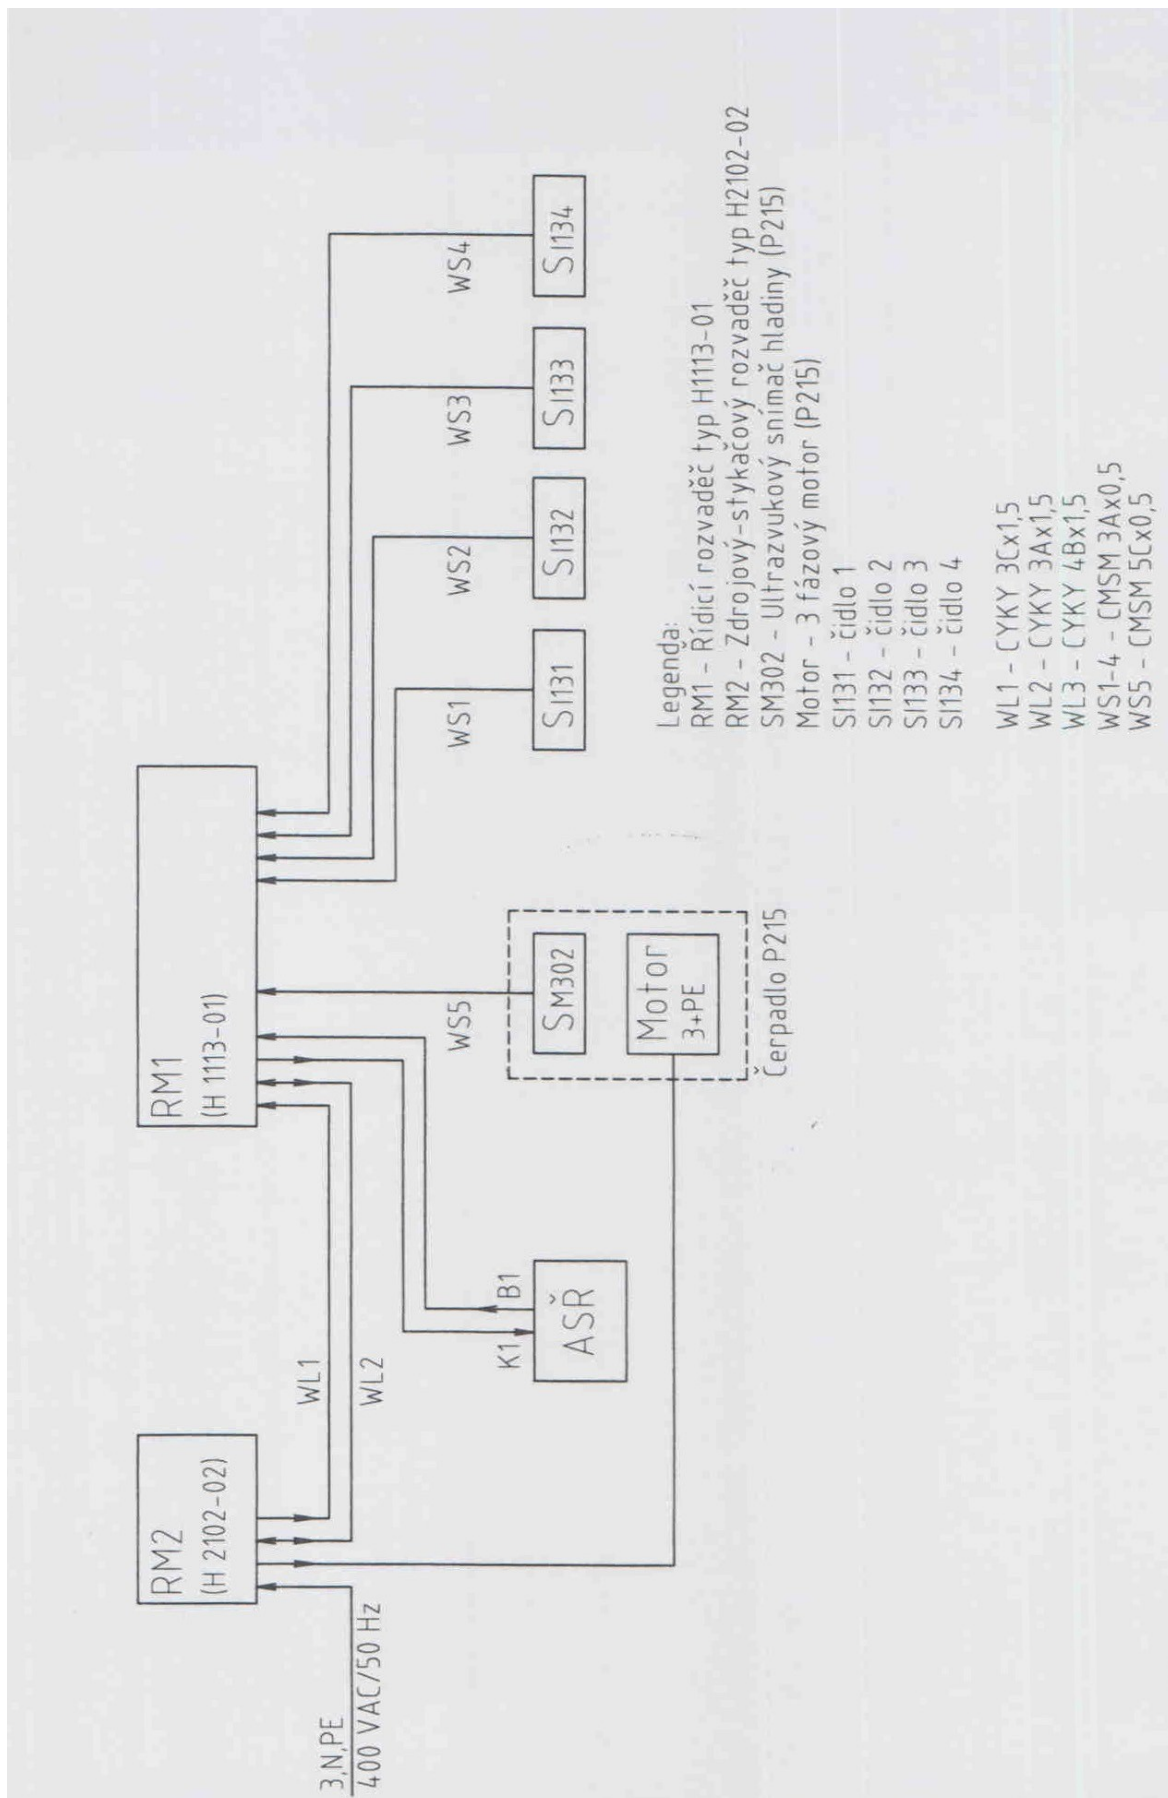 RM2
(H 2102-02)
RM1
(H 1113-01)
3,N,PE
400 VAC/50 Hz
WL1
WL2
K1
B1
AŠŘ
WS5
SM302
Motor
3+PE
Čerpadlo P215
WS1
WS2
WS3
WS4
SI131
SI132
SI133
SI134
Legenda:
RM1 - Řídicí rozvaděč typ H1113-01
RM2 - Zdrojový-stykačový rozvaděč typ H2102-02
SM302 - Ultrazvukový snímač hladiny (P215)
Motor - 3 fázový motor (P215)
SI131 - čidlo 1
SI132 - čidlo 2
SI133 - čidlo 3
SI134 - čidlo 4
WL1 - CYKY 3Cx1,5
WL2 - CYKY 3Ax1,5
WL3 - CYKY 4Bx1,5
WS1-4 - CMSM 3Ax0,5
WS5 - CMSM 5Cx0,5